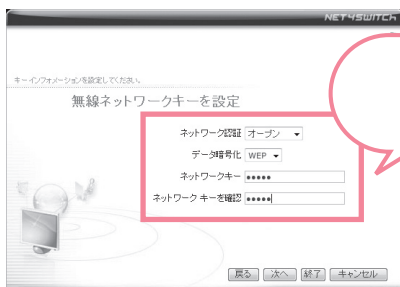 NET4SWITCH
キーインフォメーションを設定してください。
無線ネットワークキーを設定
ネットワーク認証 オープン
データ暗号化 WEP
ネットワークキー ●●●●●
ネットワーク キーを確認 ●●●●●
戻る 次へ 終了 キャンセル